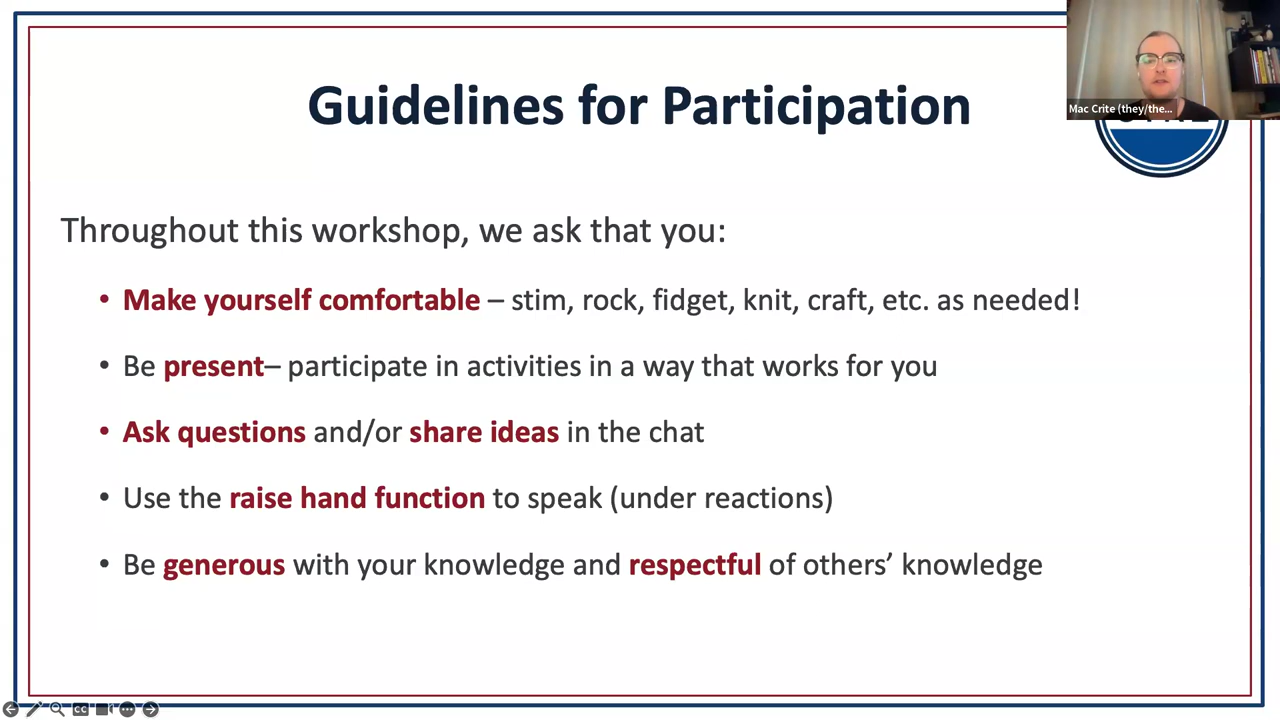 Guidelines for Participation
Mac Crite (they/the...
Throughout this workshop, we ask that you:
• Make yourself comfortable – stim, rock, fidget, knit, craft, etc. as needed!
• Be present– participate in activities in a way that works for you
• Ask questions and/or share ideas in the chat
• Use the raise hand function to speak (under reactions)
• Be generous with your knowledge and respectful of others’ knowledge
CC